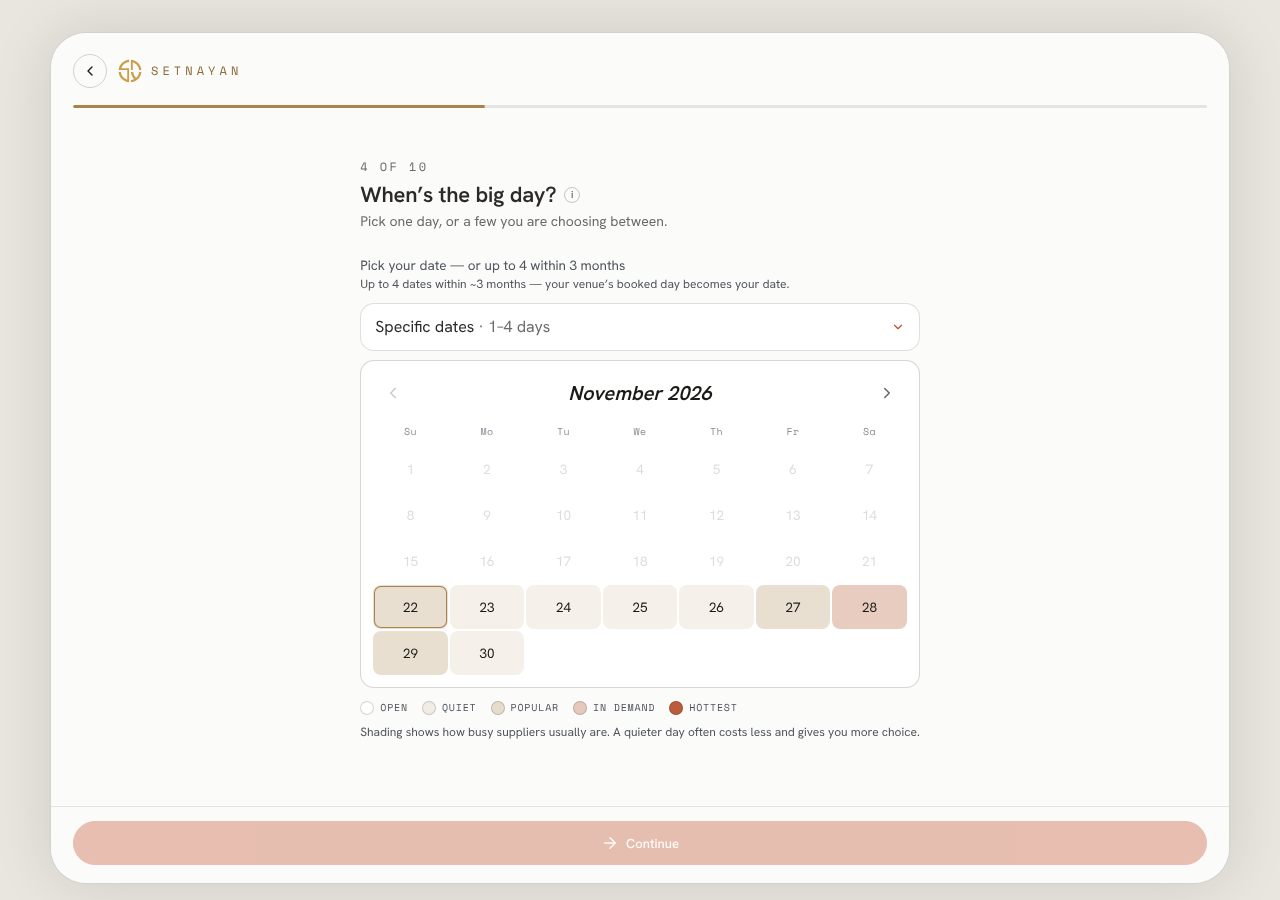 SETNAYAN
4 OF 10
When's the big day? i
Pick one day, or a few you are choosing between.
Pick your date — or up to 4 within 3 months
Up to 4 dates within ~3 months — your venue's booked day becomes your date.
Specific dates · 1–4 days
November 2026
Su Mo Tu We Th Fr Sa
1 2 3 4 5 6 7
8 9 10 11 12 13 14
15 16 17 18 19 20 21
22 23 24 25 26 27 28
29 30
OPEN QUIET POPULAR IN DEMAND HOTTEST
Shading shows how busy suppliers usually are. A quieter day often costs less and gives you more choice.
Continue